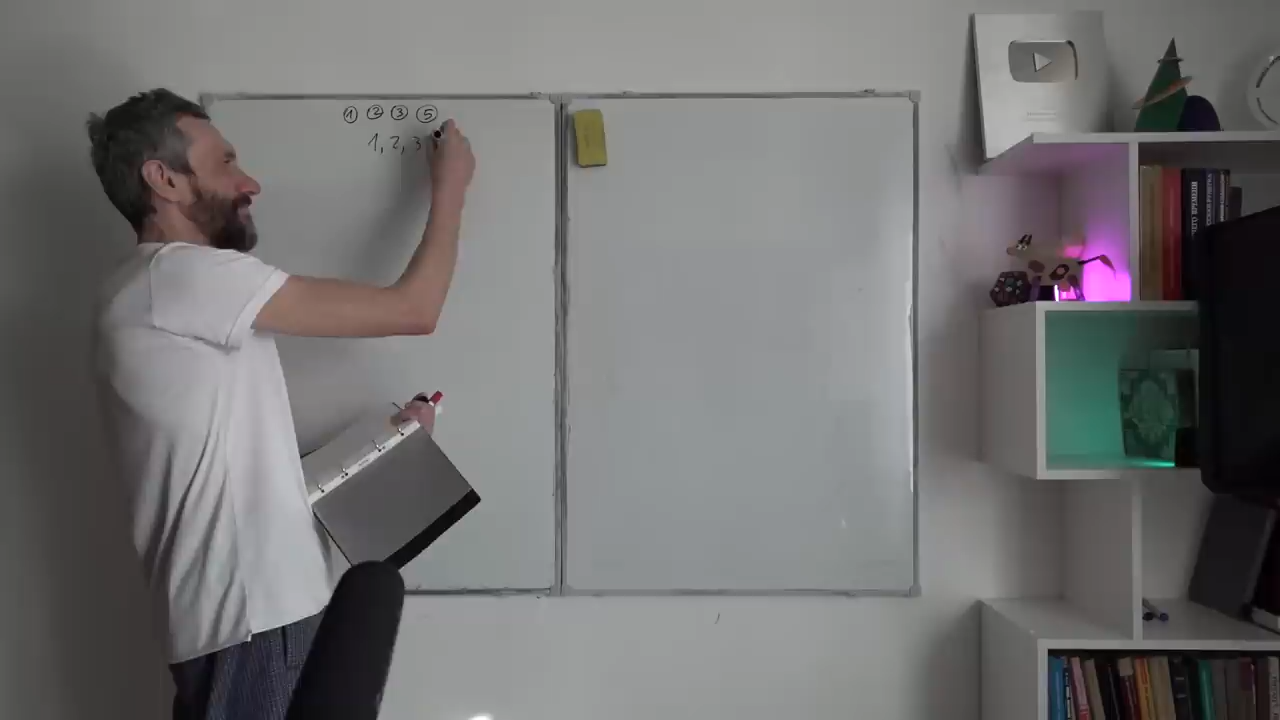 ① ② ③ ⑤
1, 2, 3